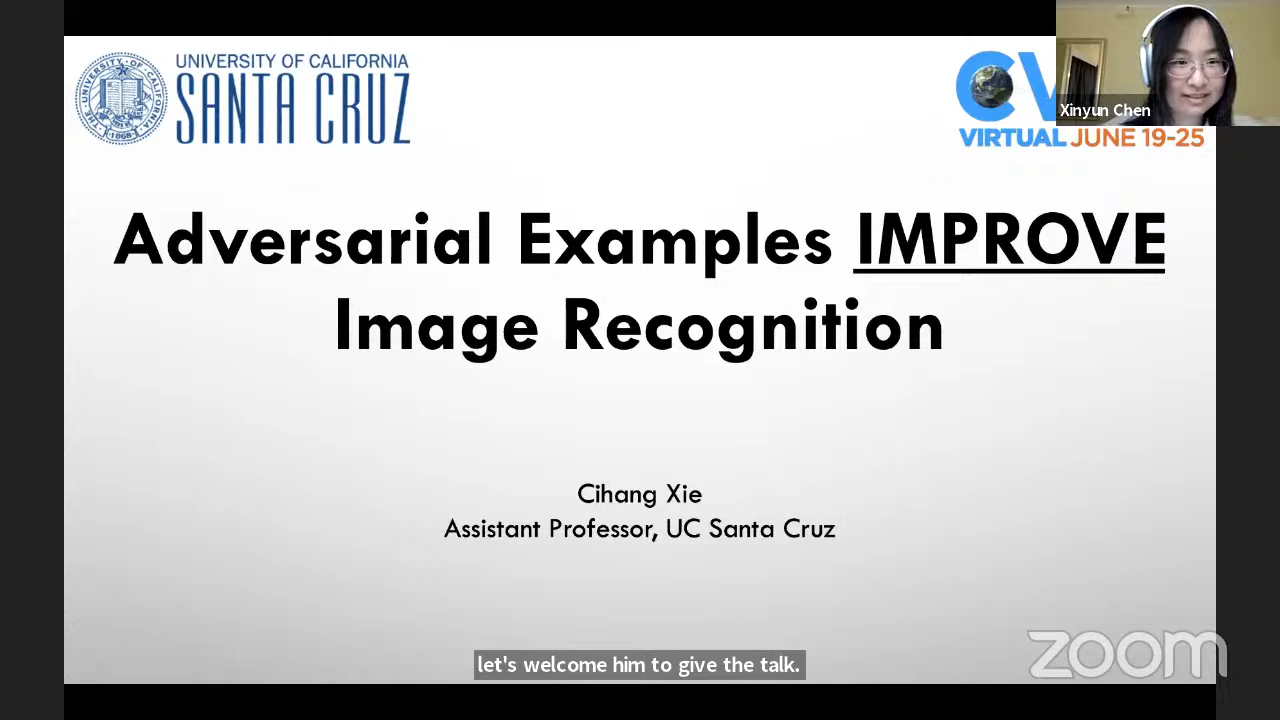 UNIVERSITY OF CALIFORNIA
SANTA CRUZ
CV
Xinyun Chen
VIRTUAL JUNE 19-25
Adversarial Examples IMPROVE
Image Recognition
Cihang Xie
Assistant Professor, UC Santa Cruz
let's welcome him to give the talk.
zoom